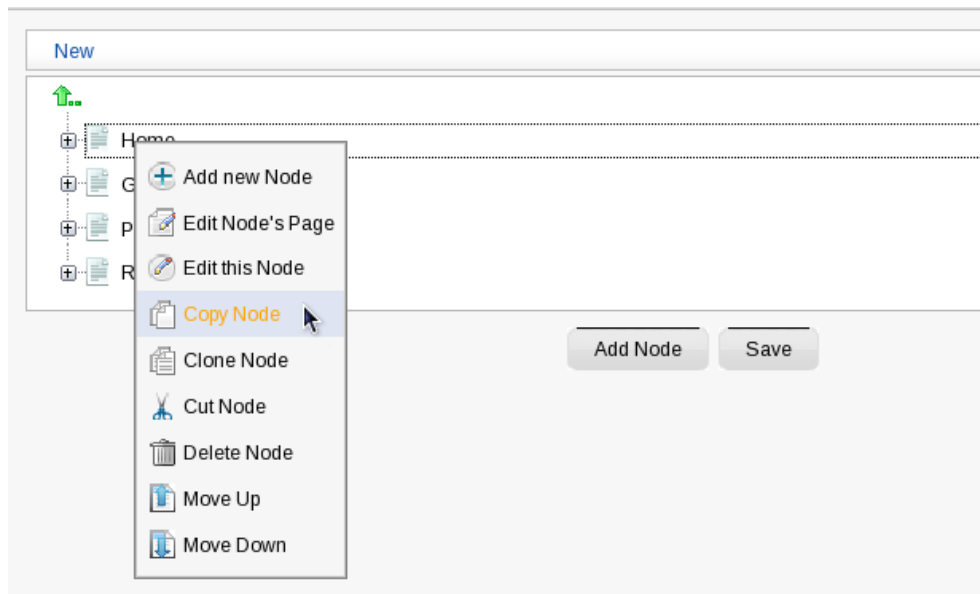 New
Home
Add new Node
G
Edit Node's Page
P
Edit this Node
R
Copy Node
Clone Node
Cut Node
Delete Node
Move Up
Move Down
Add Node
Save